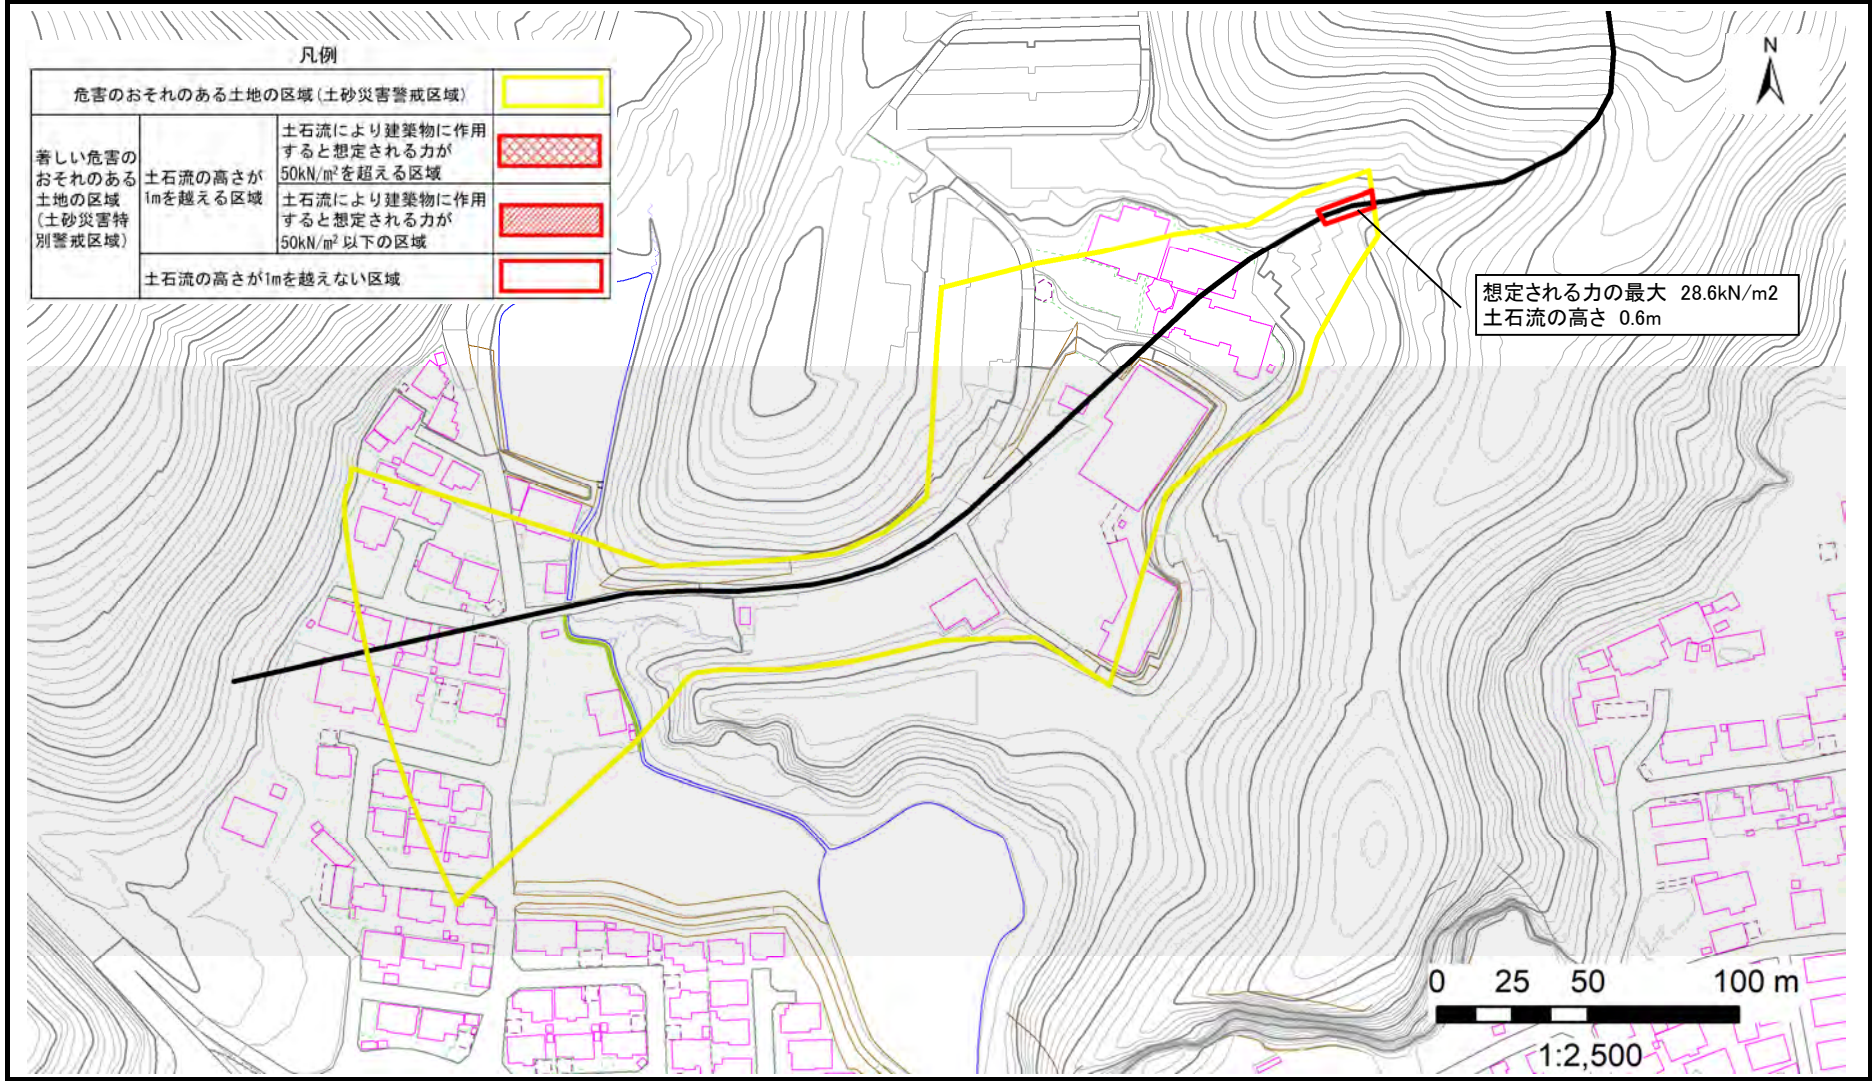 凡例
危害のおそれのある土地の区域(土砂災害警戒区域)
著しい危害の
おそれのある
土地の区域
(土砂災害特
別警戒区域)
土石流の高さが
1mを越える区域
土石流により建築物に作用
すると想定される力が
50kN/m²を超える区域
土石流により建築物に作用
すると想定される力が
50kN/m² 以下の区域
土石流の高さが1mを越えない区域
N
想定される力の最大 28.6kN/m2
土石流の高さ 0.6m
0 25 50 100 m
1:2,500